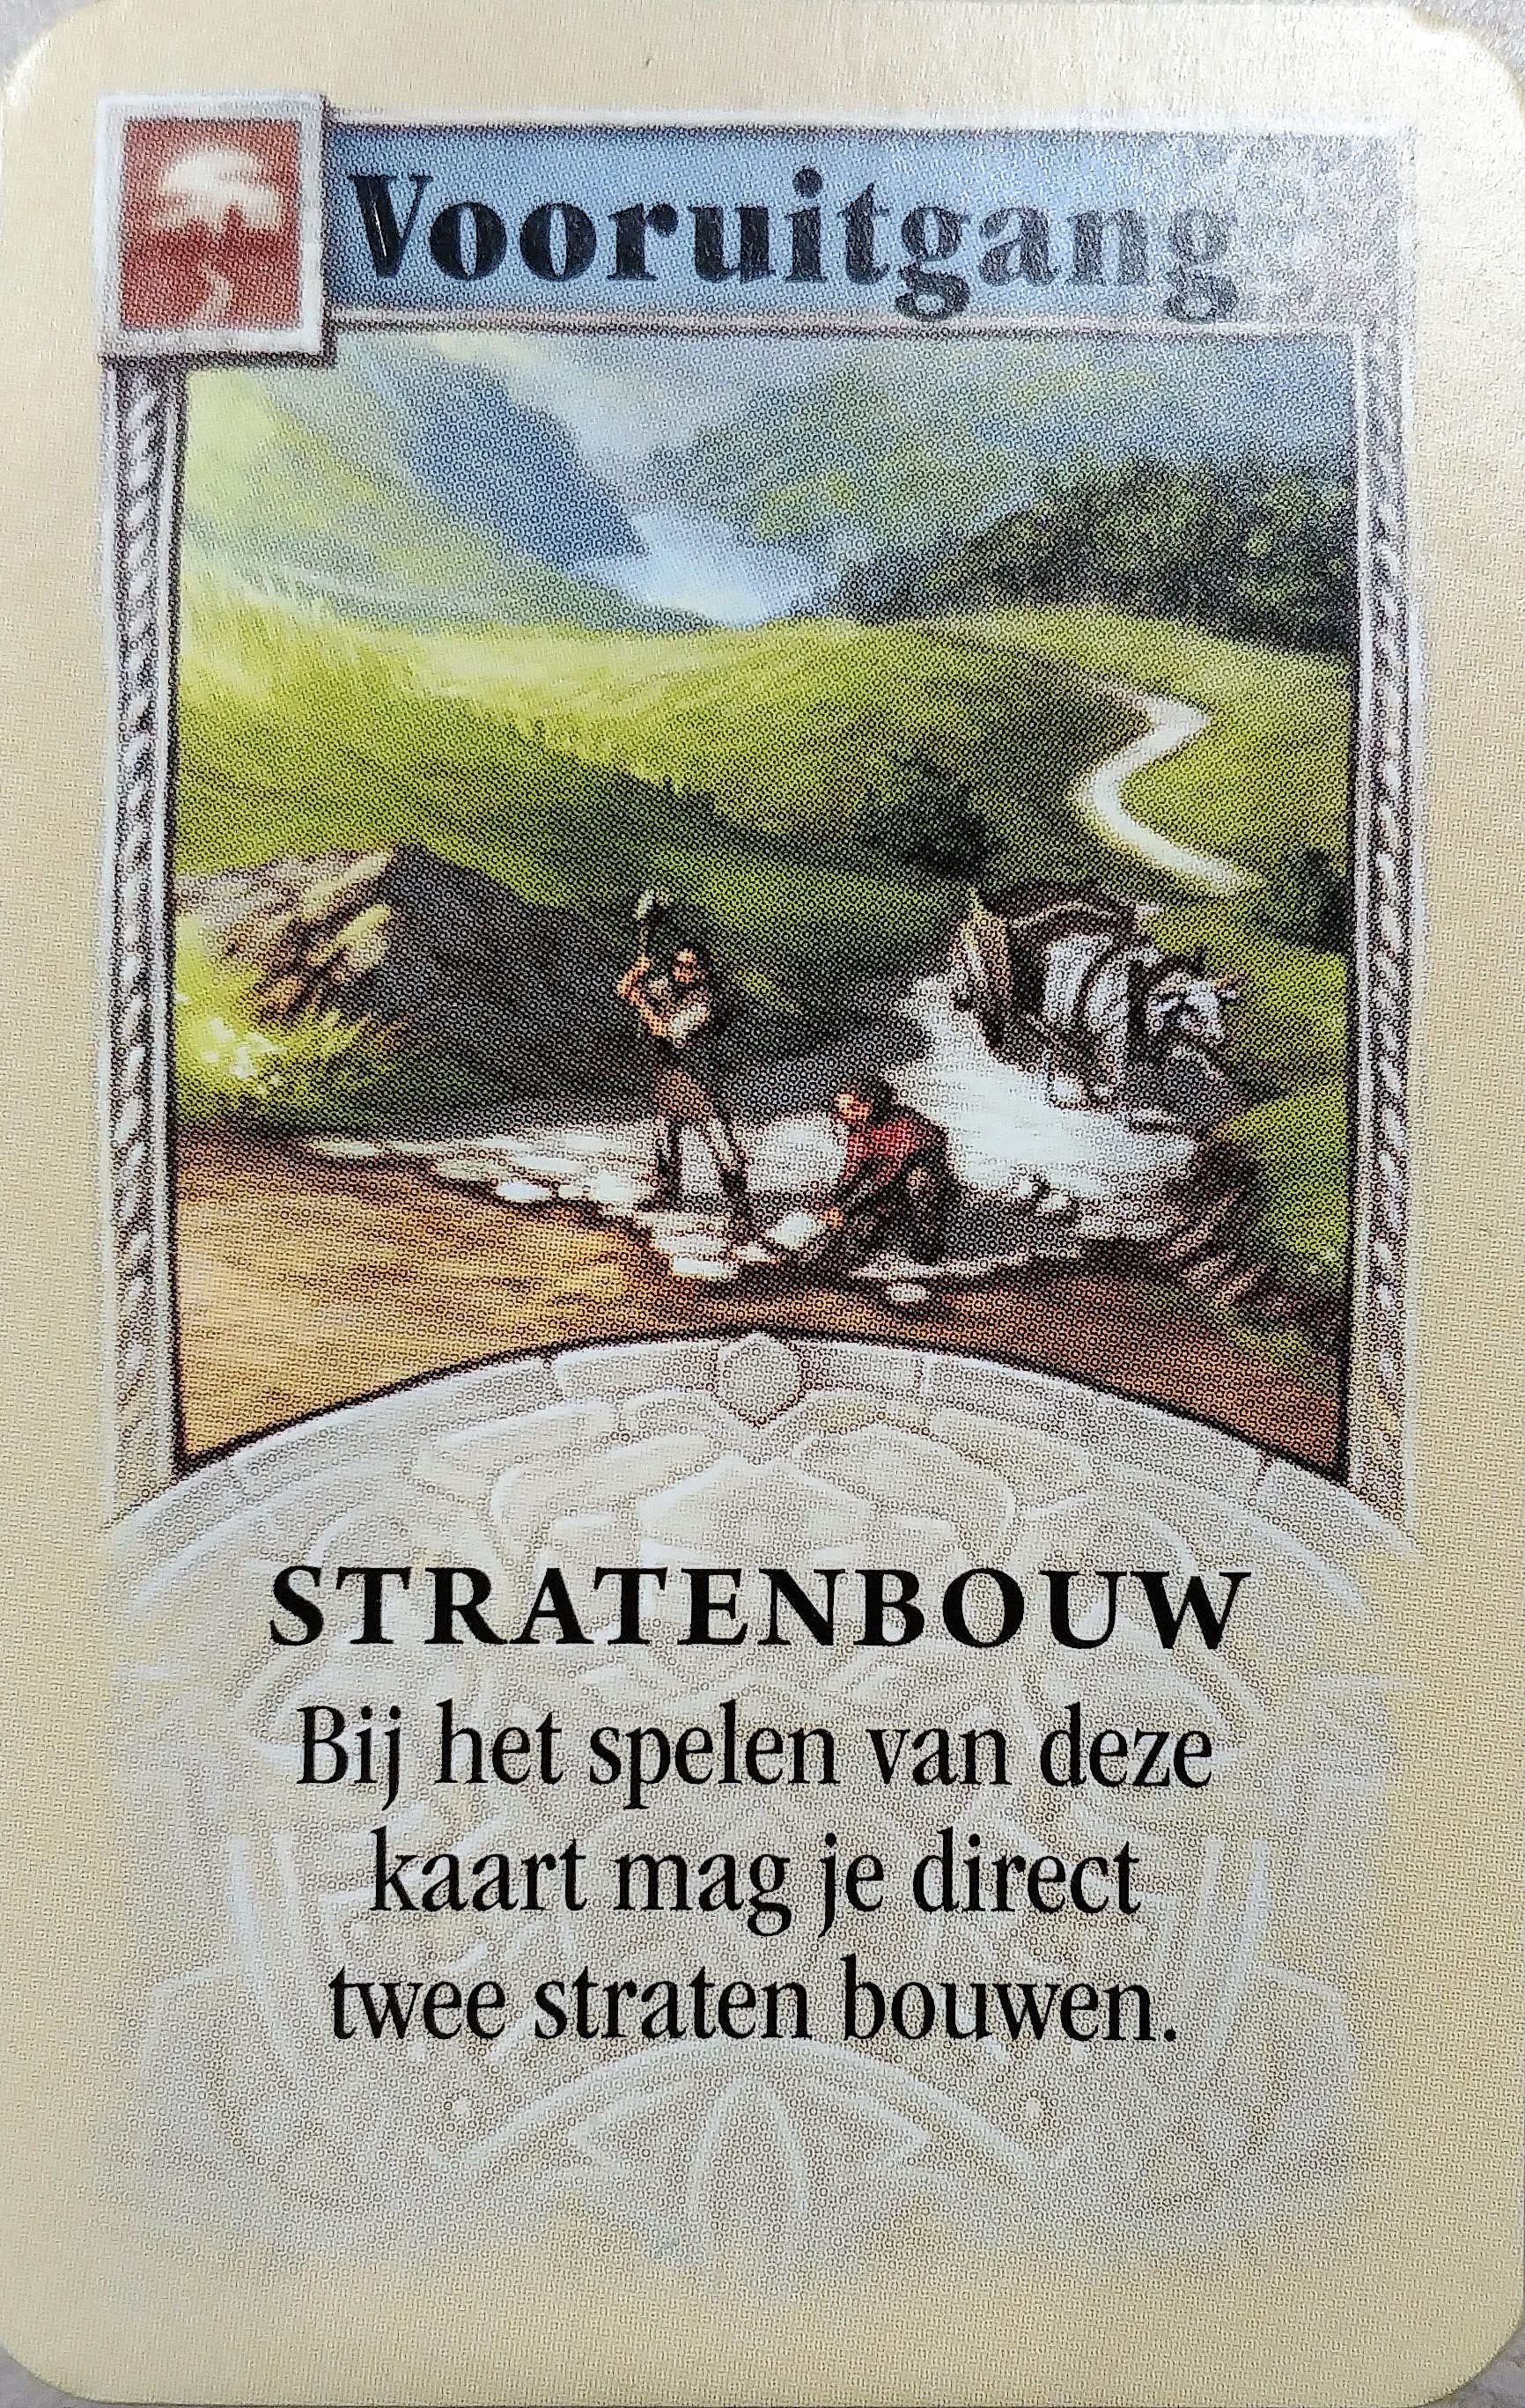 Vooruitgang
STRATENBOUW
Bij het spelen van deze
kaart mag je direct
twee straten bouwen.